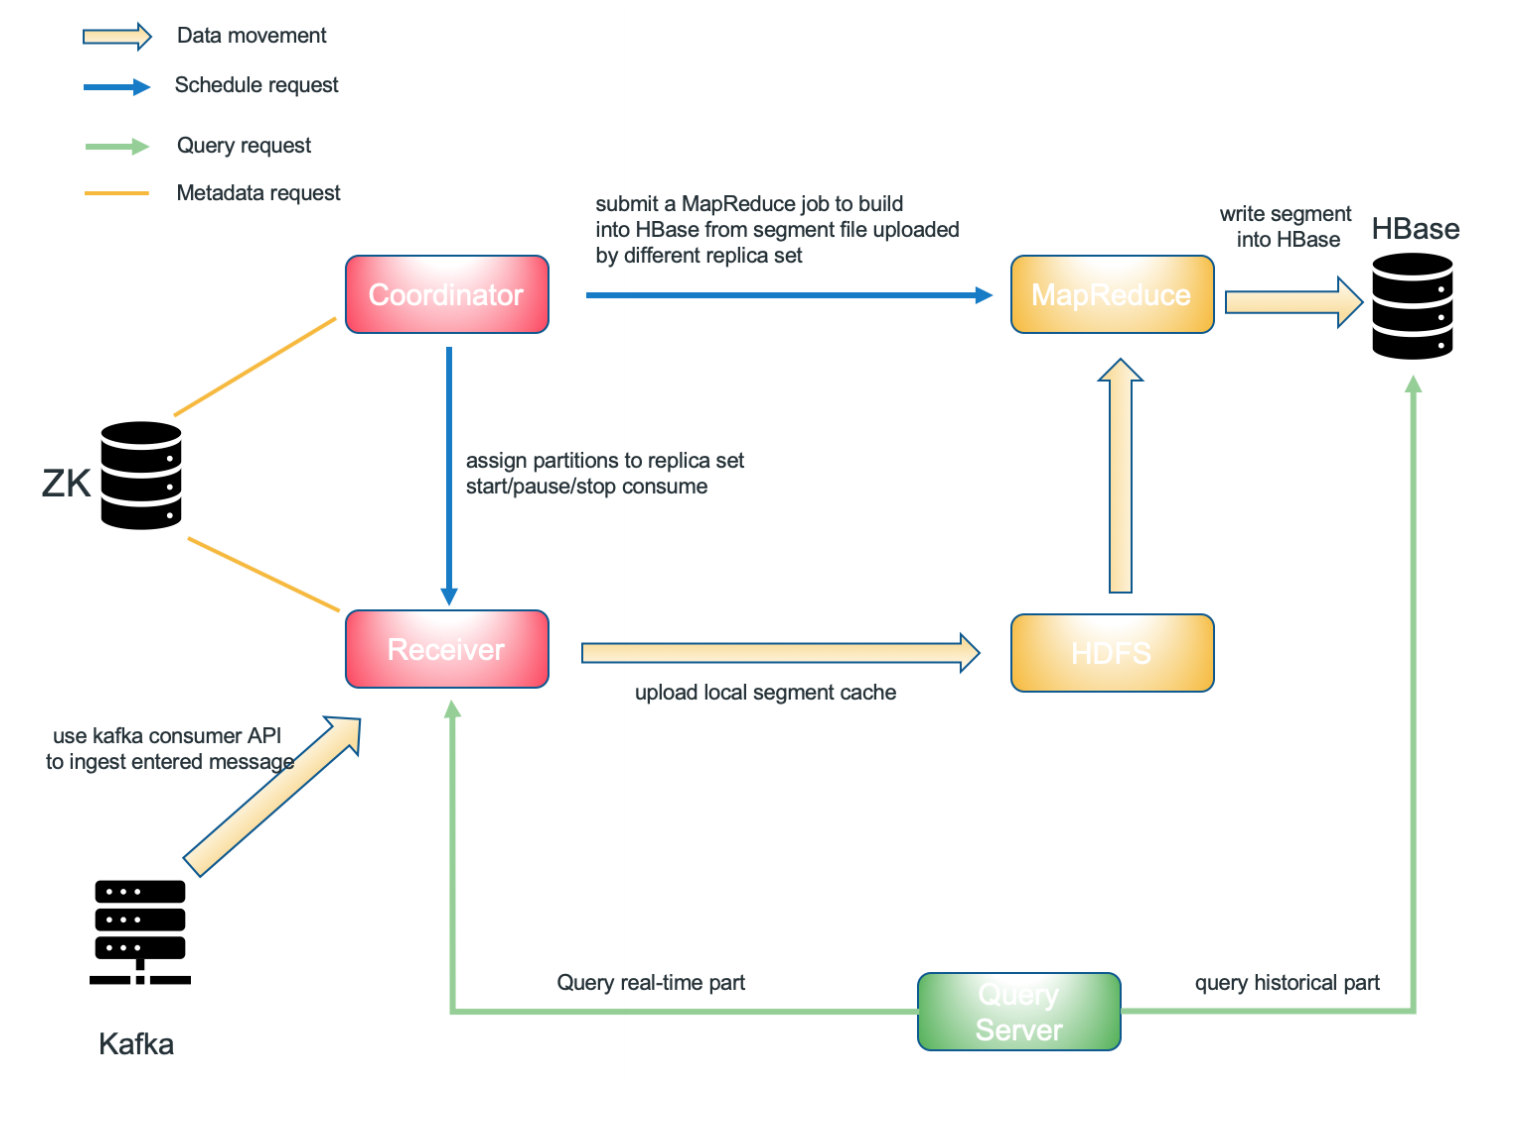 Data movement
Schedule request
Query request
Metadata request
submit a MapReduce job to build
into HBase from segment file uploaded
by different replica set
write segment
into HBase
HBase
Coordinator
MapReduce
ZK
assign partitions to replica set
start/pause/stop consume
Receiver
HDFS
upload local segment cache
use kafka consumer API
to ingest entered message
Query real-time part
Query
Server
query historical part
Kafka